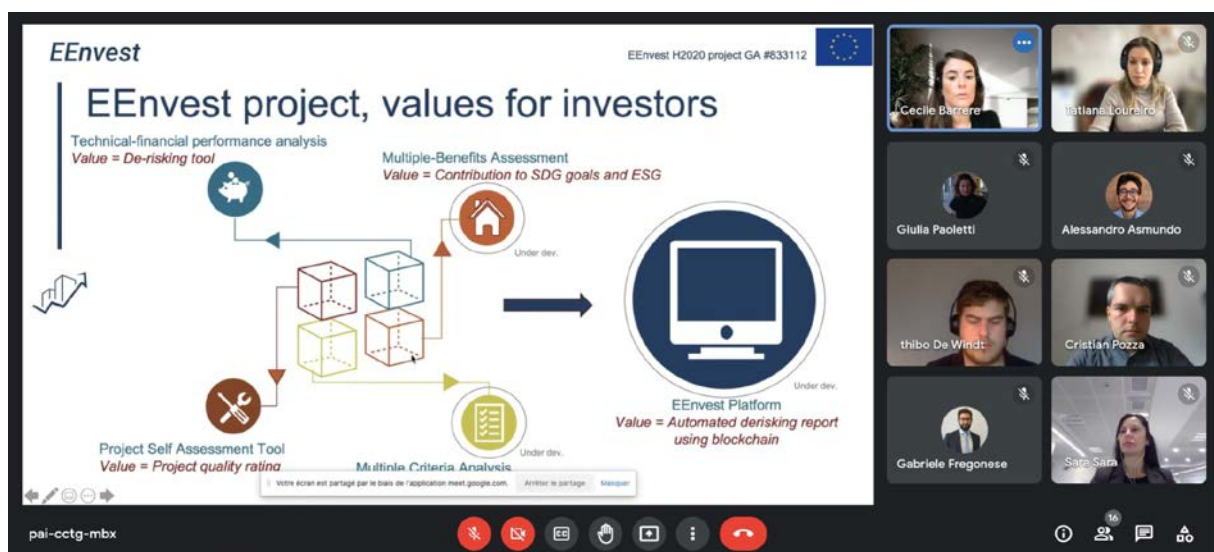 EEnvest
EEnvest H2020 project GA #833112
EEnvest project, values for investors
Technical-financial performance analysis
Value = De-risking tool
Multiple-Benefits Assessment
Value = Contribution to SDG goals and ESG
Under dev.
Under dev.
EEnvest Platform
Value = Automated derisking report
using blockchain
Project Self Assessment Tool
Value = Project quality rating
Under dev.
Multiple Criteria Analysis
Votre écran est partagé par le biais de l'application meet.google.com.
Arrêter le partage
Masquer
Cecile Barrere
Tatiana Loureiro
Giulia Paoletti
Alessandro Asmundo
thibo De Windt
Cristian Pozza
Gabriele Fregonese
Sara Sara
pai-cctg-mbx
CC
16